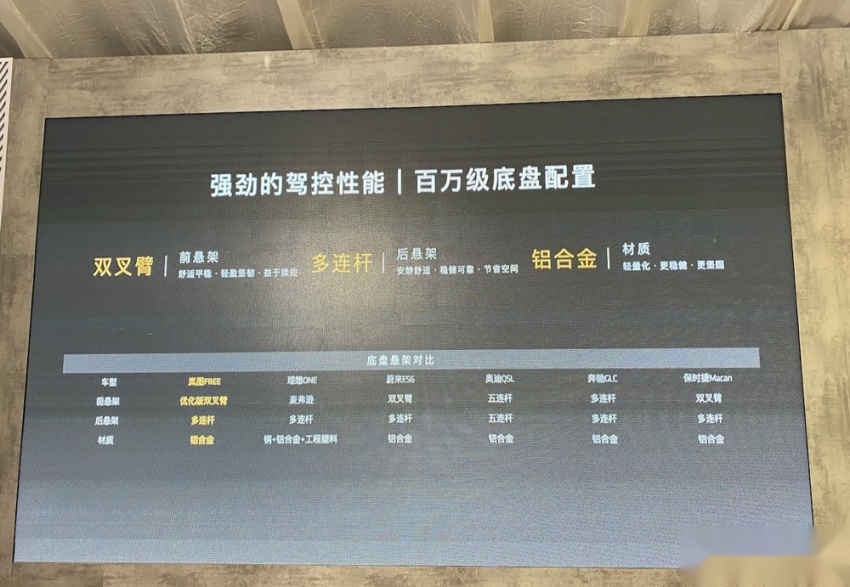 强劲的驾控性能 | 百万级底盘配置
双叉臂 | 前悬架 舒适平稳·轻盈坚韧·益于操控
多连杆 | 后悬架 安静舒适·稳健可靠·节省空间
铝合金 | 材质 轻量化·更稳健·更坚固
底盘悬架对比
车型 岚图FREE 理想ONE 蔚来ES6 奥迪Q5L 奔驰GLC 保时捷Macan
前悬架 优化版双叉臂 麦弗逊 双叉臂 五连杆 多连杆 双叉臂
后悬架 多连杆 多连杆 多连杆 五连杆 多连杆 多连杆
材质 铝合金 钢+铝合金+工程塑料 铝合金 铝合金 铝合金 铝合金